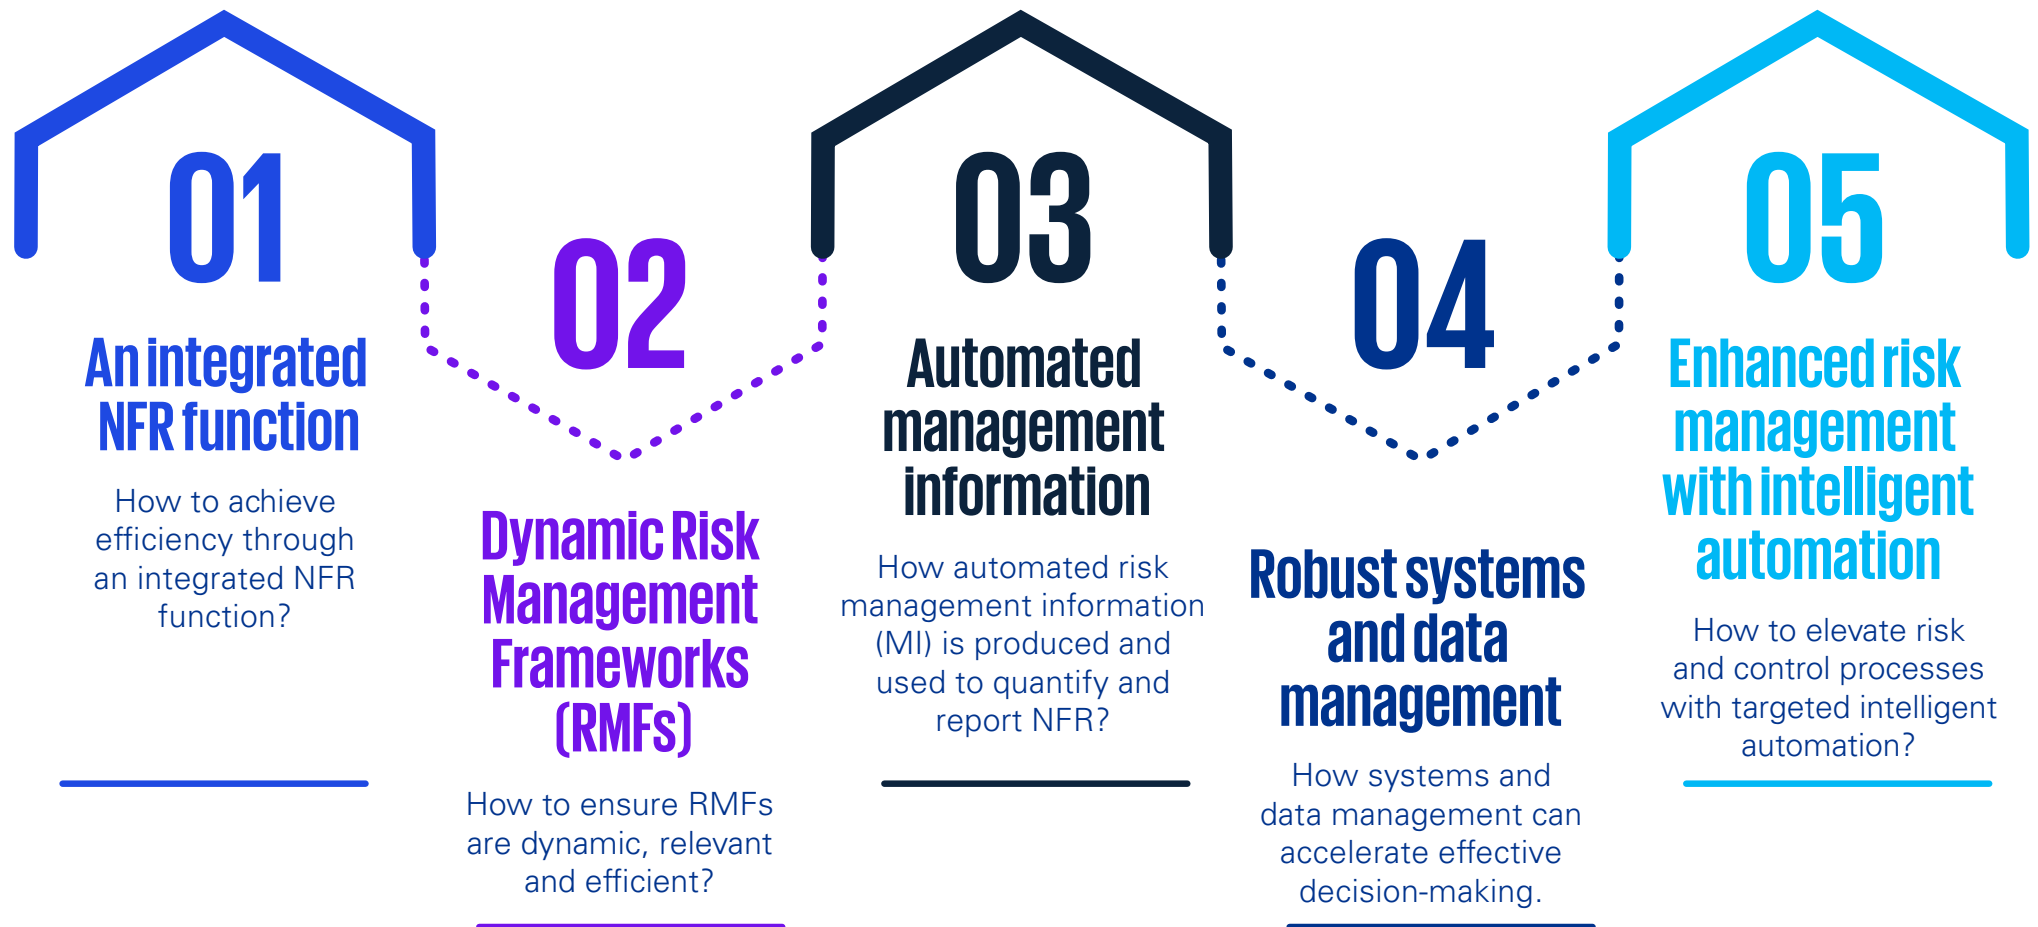 01
An integrated
NFR function
How to achieve
efficiency through
an integrated NFR
function?
02
Dynamic Risk
Management
Frameworks
(RMFs)
How to ensure RMFs
are dynamic, relevant
and efficient?
03
Automated
management
information
How automated risk
management information
(MI) is produced and
used to quantify and
report NFR?
04
Robust systems
and data
management
How systems and
data management can
accelerate effective
decision-making.
05
Enhanced risk
management
with intelligent
automation
How to elevate risk
and control processes
with targeted intelligent
automation?